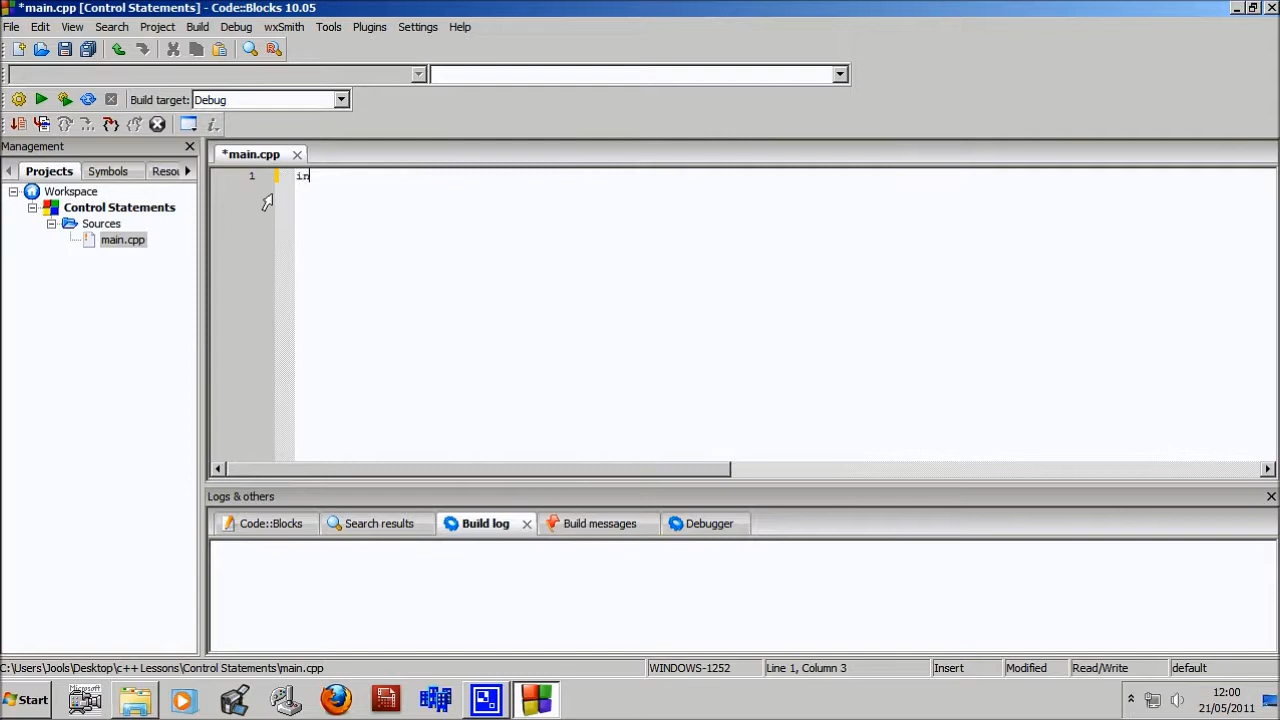 *main.cpp [Control Statements] - Code::Blocks 10.05
File Edit View Search Project Build Debug wxSmith Tools Plugins Settings Help
Build target: Debug
Management
*main.cpp
Projects Symbols Resou
1 in
Workspace
Control Statements
Sources
main.cpp
Logs & others
Code::Blocks Search results Build log Build messages Debugger
C:\Users\Jools\Desktop\c++ Lessons\Control Statements\main.cpp WINDOWS-1252 Line 1, Column 3 Insert Modified Read/Write default
Start
12:00
21/05/2011